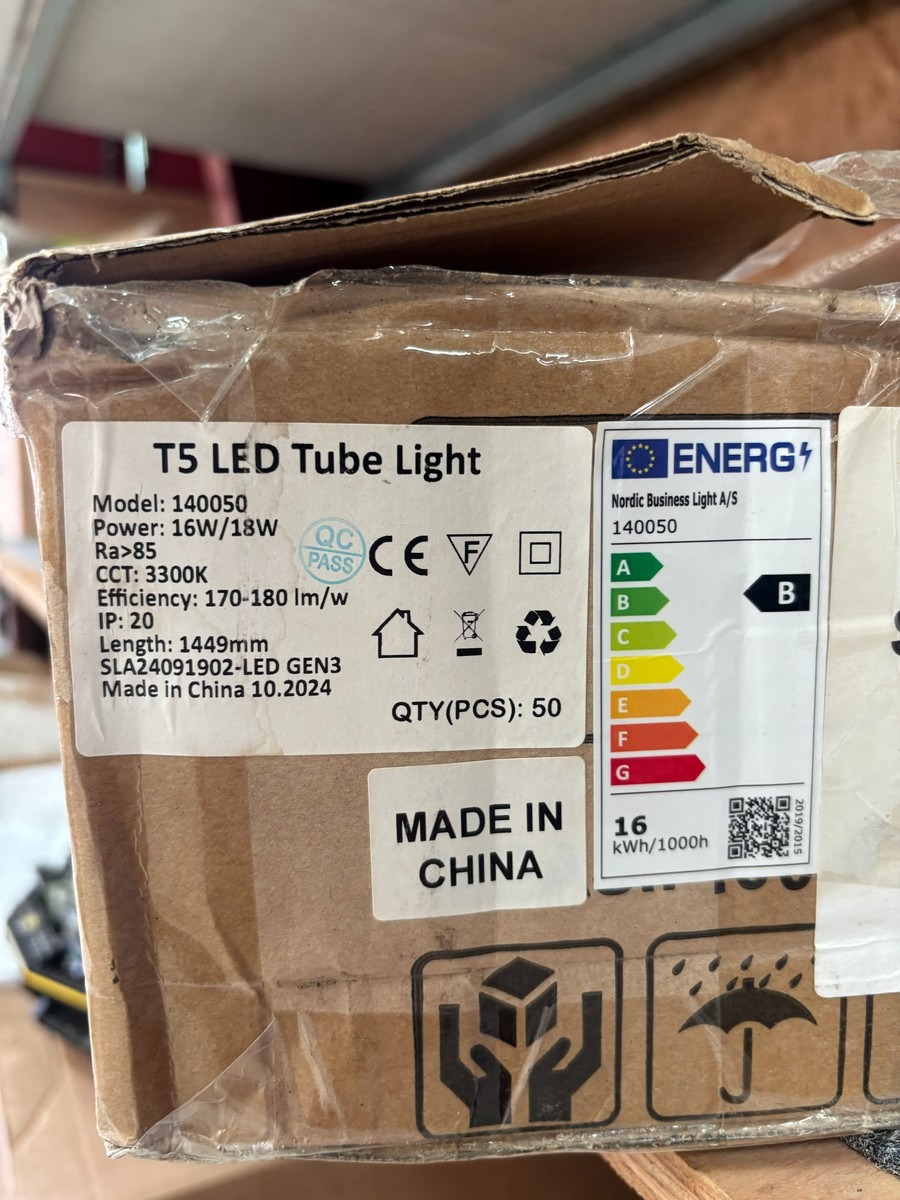 T5 LED Tube Light
Model: 140050
Power: 16W/18W
Ra>85
CCT: 3300K
Efficiency: 170-180 lm/w
IP: 20
Length: 1449mm
SLA24091902-LED GEN3
Made in China 10.2024
QC
PASS
CE
F
QTY(PCS): 50
MADE IN
CHINA
ENERG
Nordic Business Light A/S
140050
A
B
B
C
D
E
F
G
16
kWh/1000h
2019/2015